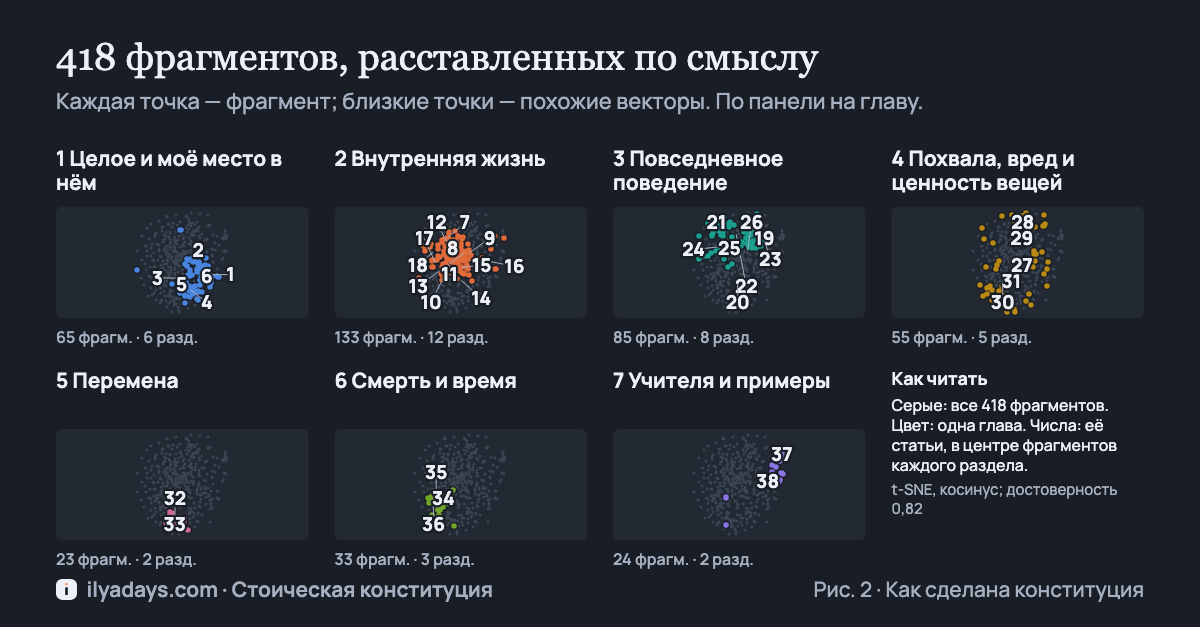 418 фрагментов, расставленных по смыслу
Каждая точка — фрагмент; близкие точки — похожие векторы. По панели на главу.
1 Целое и моё место в
нём
2
3 5 6 1
4
65 фрагм. · 6 разд.
2 Внутренняя жизнь
12 7
17 8 9
18 11 15 16
13
10 14
133 фрагм. · 12 разд.
3 Повседневное
поведение
21 26
24 25 19
23
22
20
85 фрагм. · 8 разд.
4 Похвала, вред и
ценность вещей
28
29
27
31
30
55 фрагм. · 5 разд.
5 Перемена
32
33
23 фрагм. · 2 разд.
6 Смерть и время
35
34
36
33 фрагм. · 3 разд.
7 Учителя и примеры
37
38
24 фрагм. · 2 разд.
Как читать
Серые: все 418 фрагментов.
Цвет: одна глава. Числа: её
статьи, в центре фрагментов
каждого раздела.
t-SNE, косинус; достоверность
0,82
i ilyadays.com · Стоическая конституция
Рис. 2 · Как сделана конституция